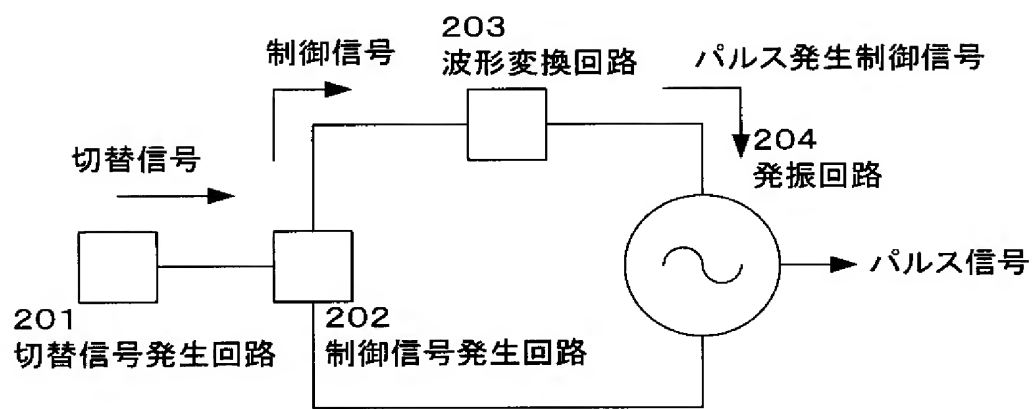 203
波形変換回路
制御信号
パルス発生制御信号
切替信号
204
発振回路
パルス信号
201
切替信号発生回路
202
制御信号発生回路